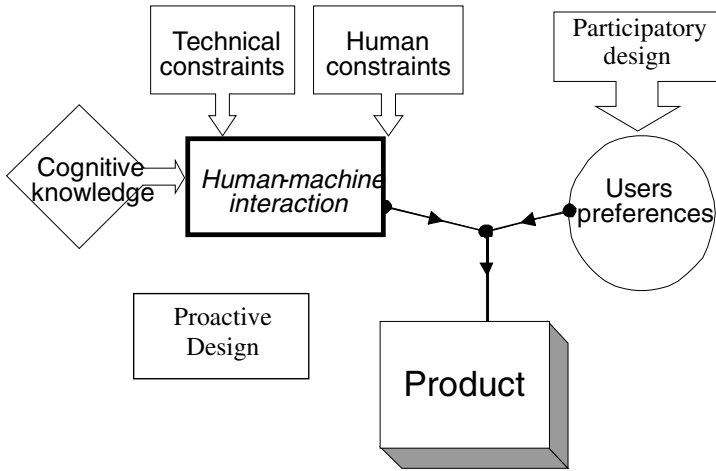 Technical
constraints
Human
constraints
Participatory
design
Cognitive
knowledge
Human-machine
interaction
Users
preferences
Proactive
Design
Product